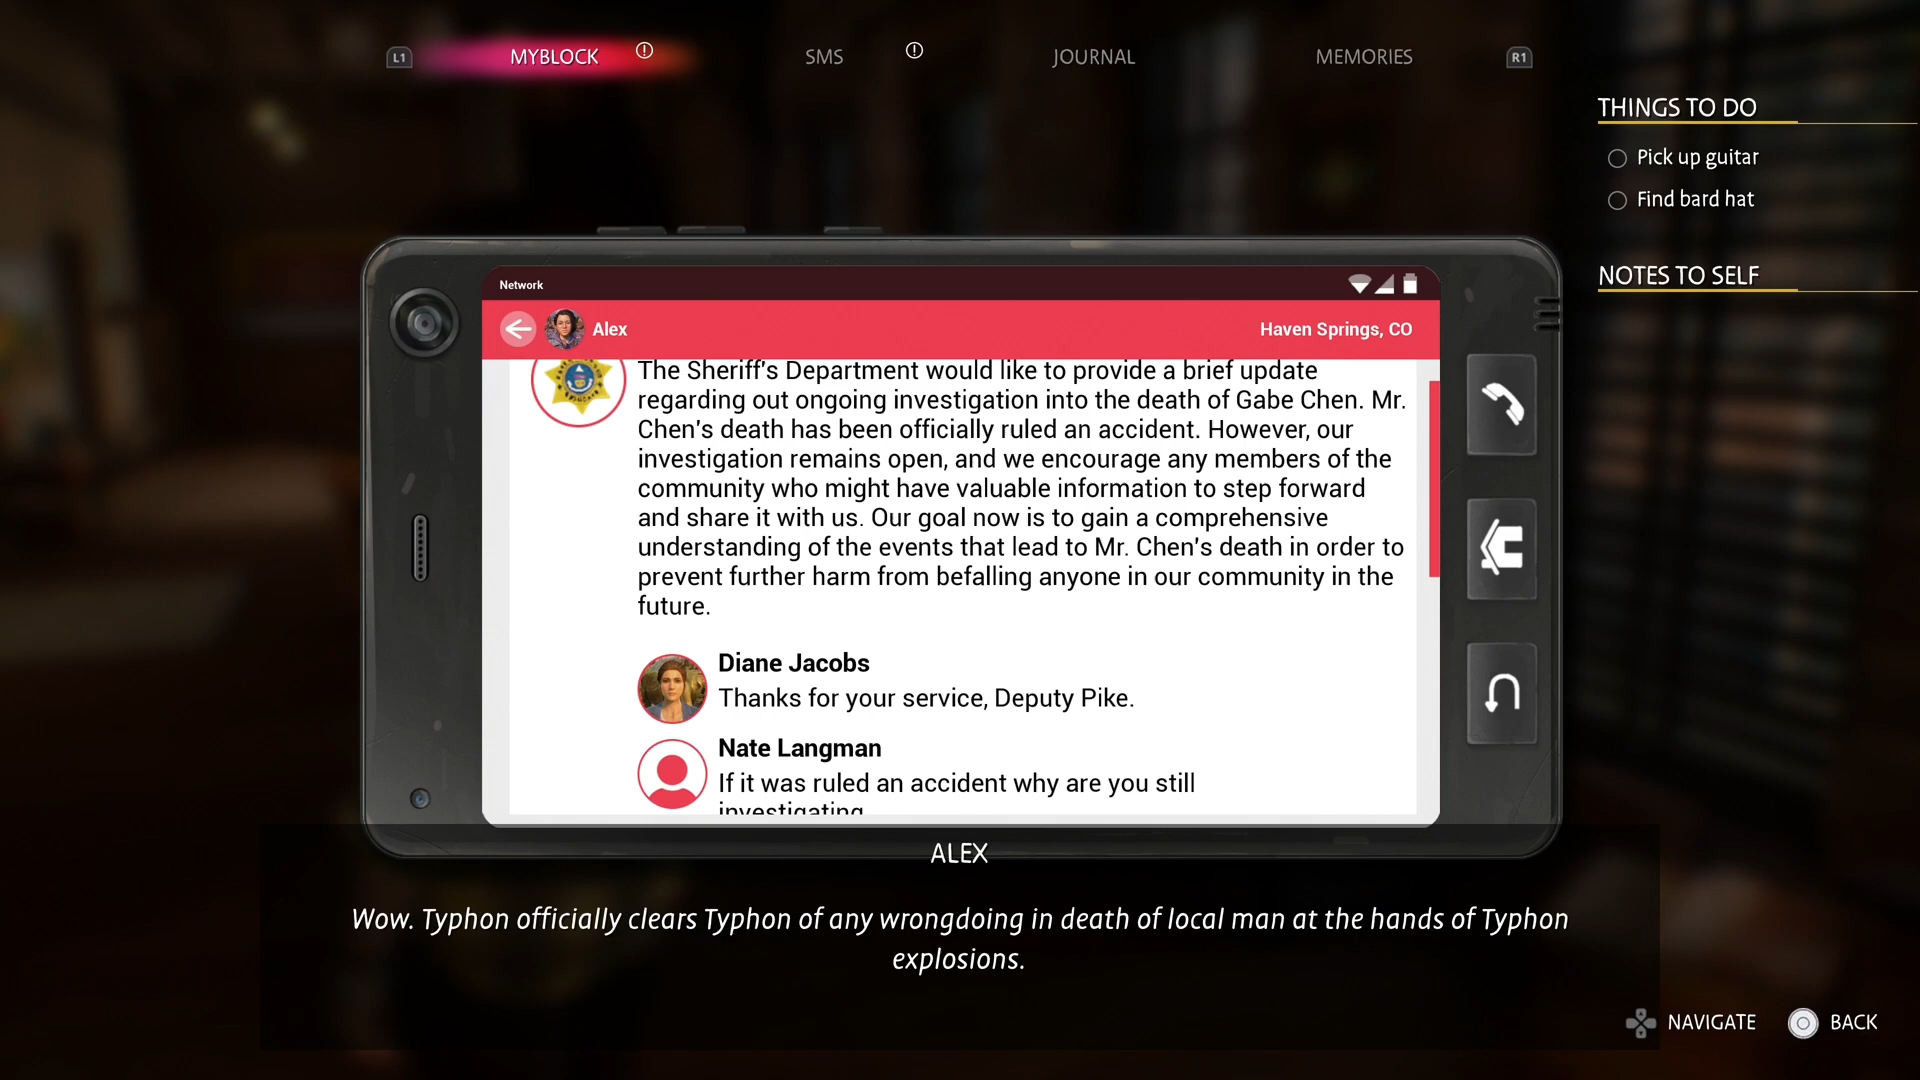 L1
MYBLOCK
SMS
JOURNAL
MEMORIES
R1
THINGS TO DO
Pick up guitar
Find bard hat
NOTES TO SELF
Network
Alex
Haven Springs, CO
The Sheriff's Department would like to provide a brief update
regarding out ongoing investigation into the death of Gabe Chen. Mr.
Chen's death has been officially ruled an accident. However, our
investigation remains open, and we encourage any members of the
community who might have valuable information to step forward
and share it with us. Our goal now is to gain a comprehensive
understanding of the events that lead to Mr. Chen's death in order to
prevent further harm from befalling anyone in our community in the
future.
Diane Jacobs
Thanks for your service, Deputy Pike.
Nate Langman
If it was ruled an accident why are you still
investigating
ALEX
Wow. Typhon officially clears Typhon of any wrongdoing in death of local man at the hands of Typhon
explosions.
NAVIGATE
BACK